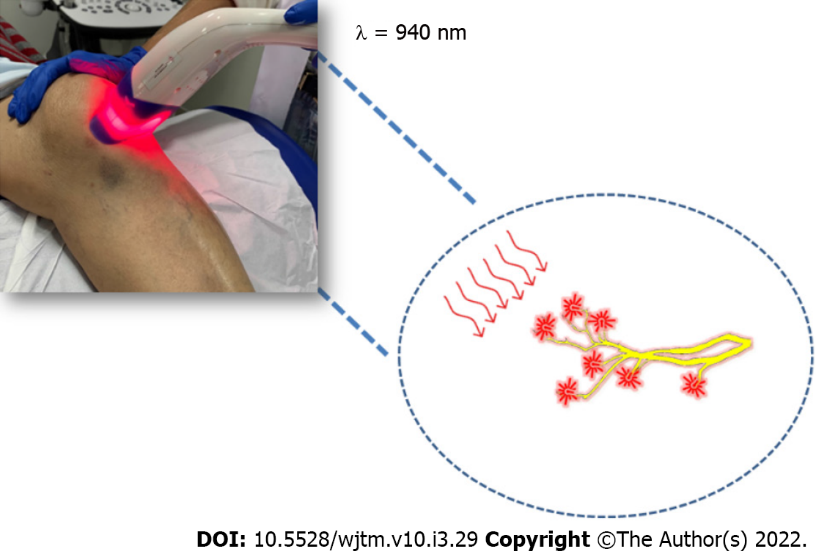 λ = 940 nm
DOI: 10.5528/wjtm.v10.i3.29 Copyright ©The Author(s) 2022.